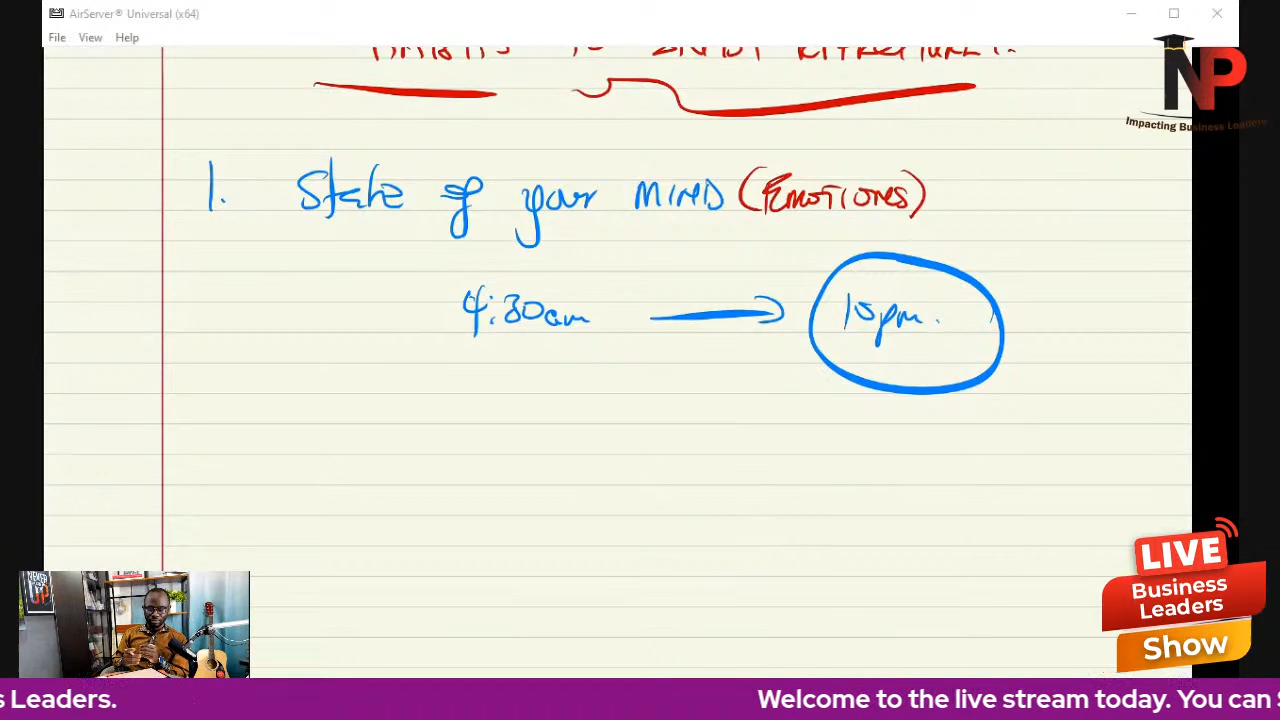 AirServer® Universal (x64)
File View Help
NP
Impacting Business Leaders
1. State of your MIND (EMOTIONS)
4:30am
10pm.
LIVE
Business
Leaders
Show
s Leaders. Welcome to the live stream today. You can S